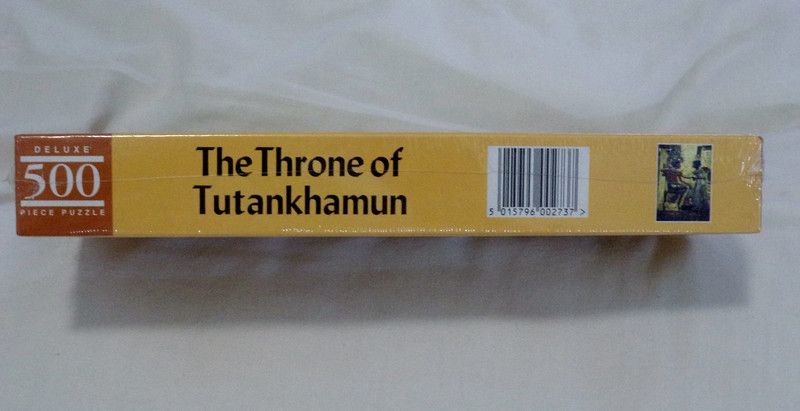 DELUXE
500
PIECE PUZZLE
The Throne of
Tutankhamun
5 015796 002737 >